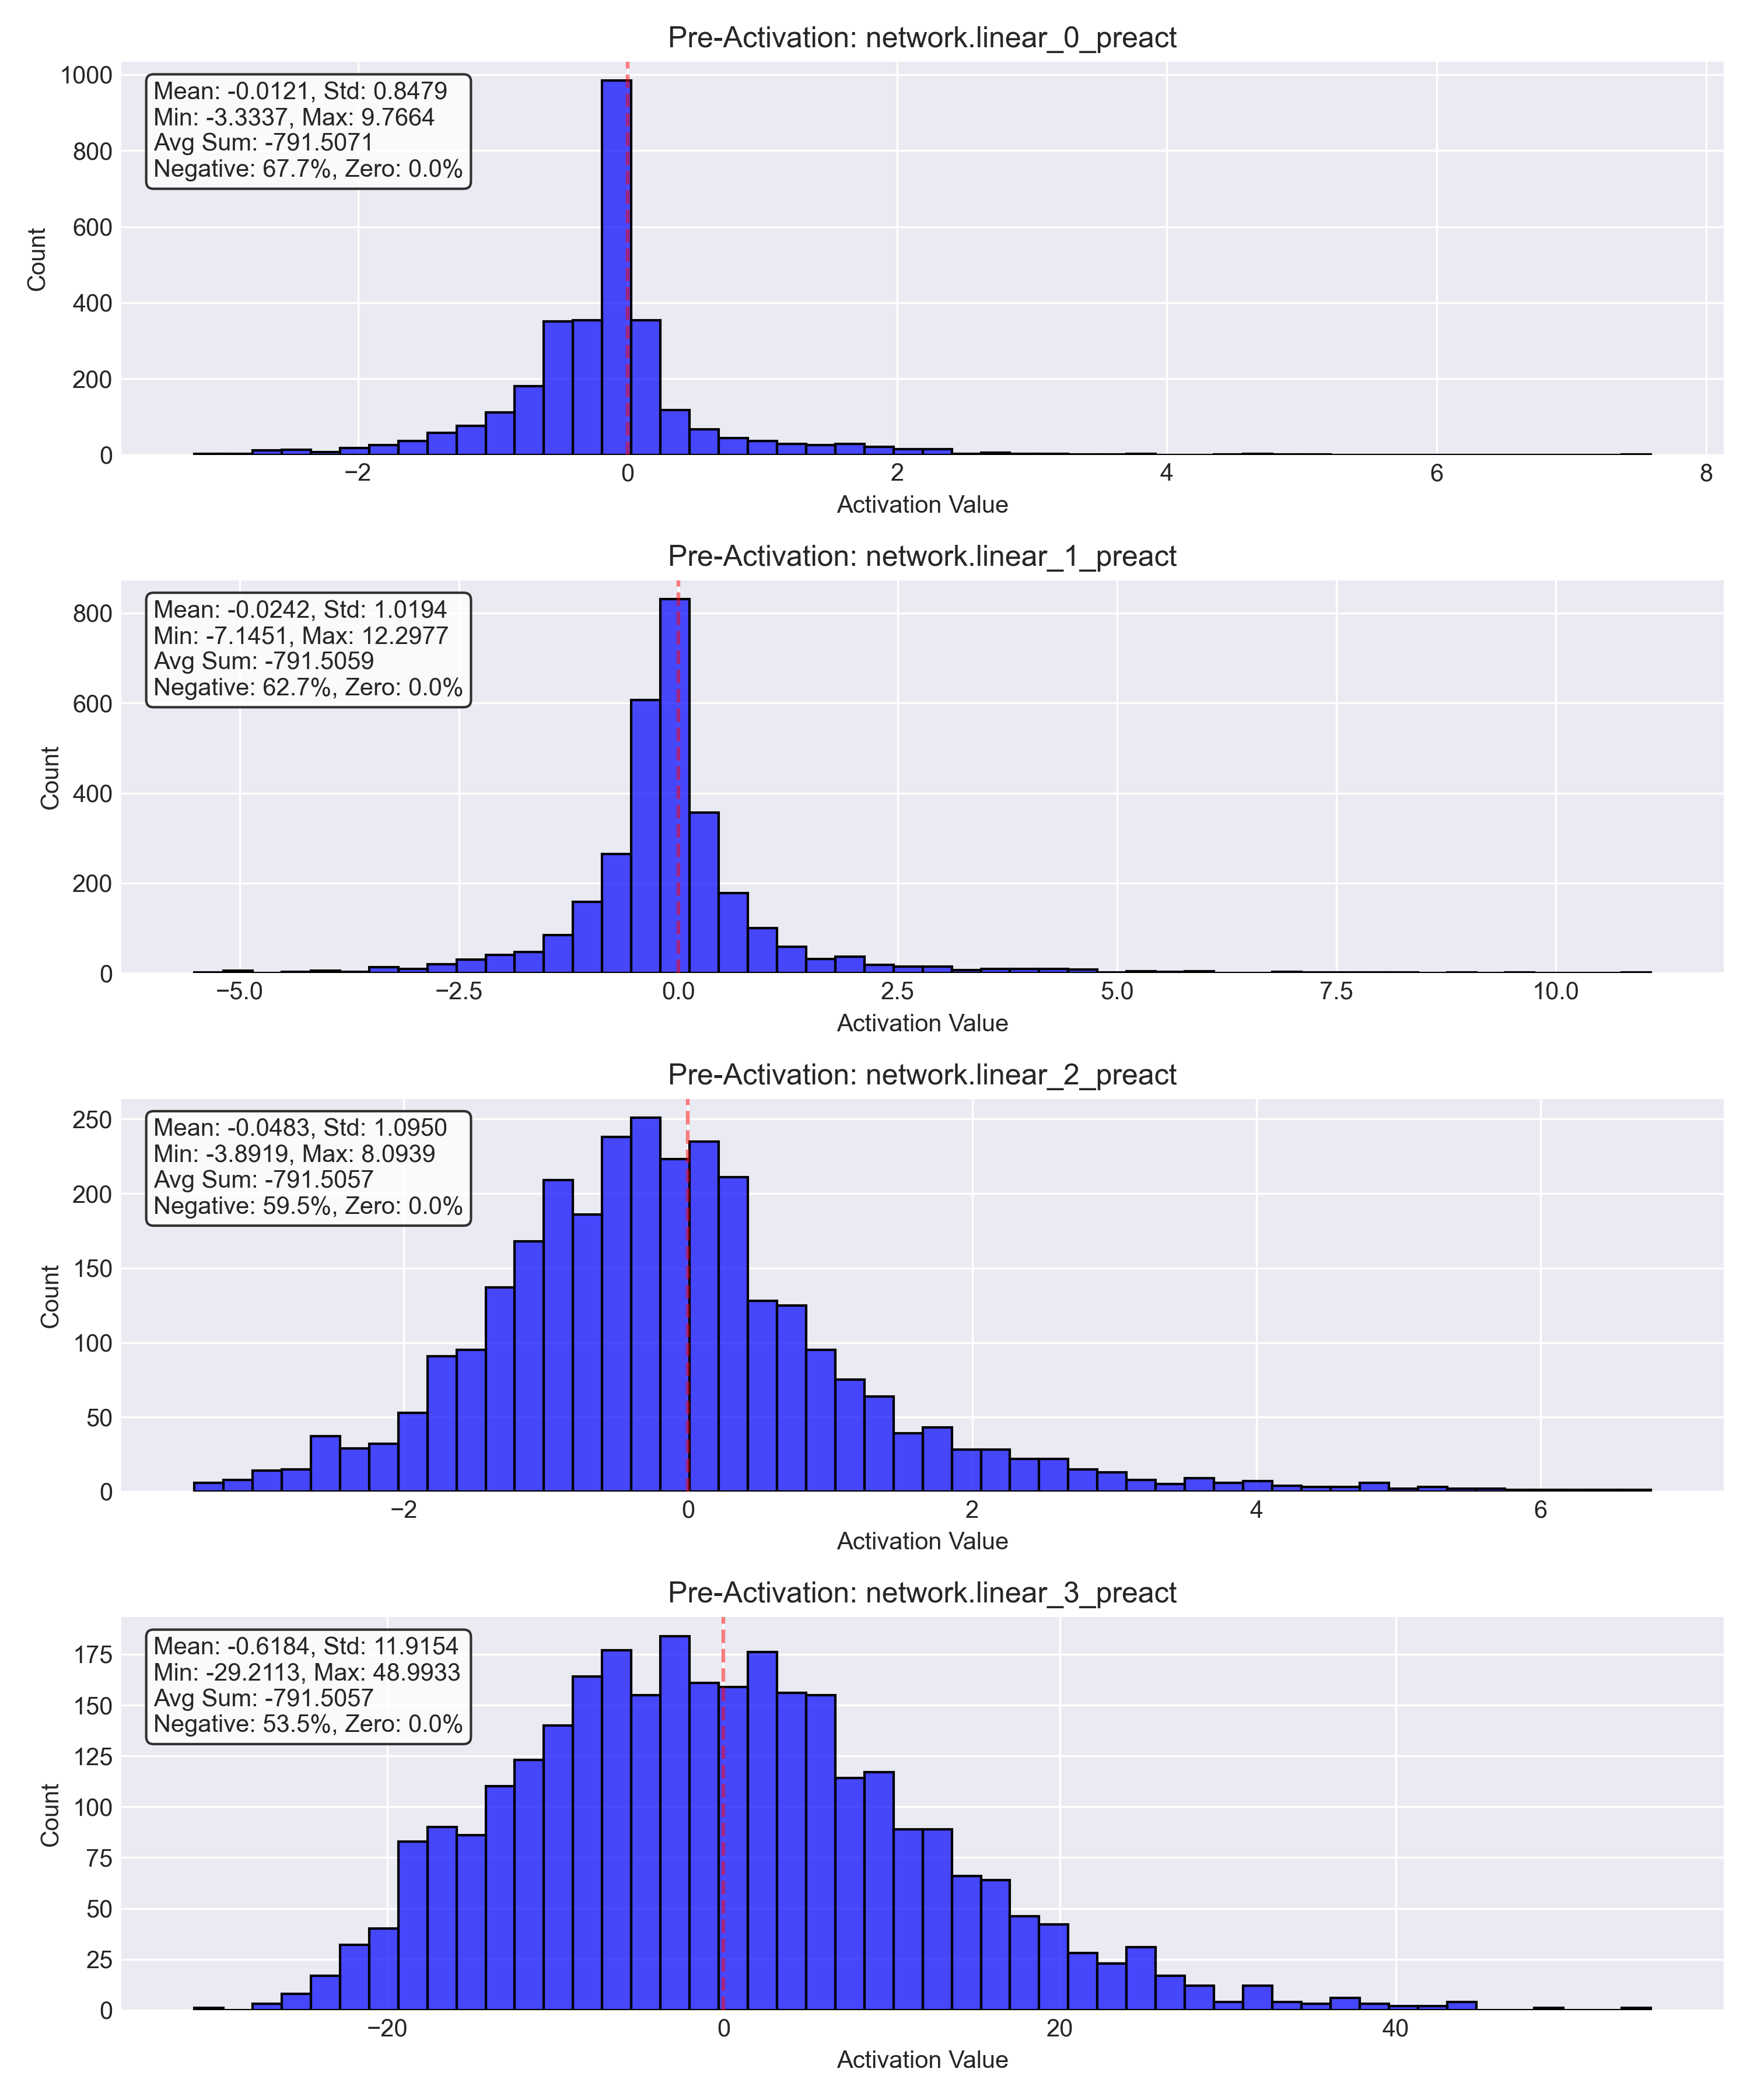 Pre-Activation: network.linear_0_preact
Mean: -0.0121, Std: 0.8479
Min: -3.3337, Max: 9.7664
Avg Sum: -791.5071
Negative: 67.7%, Zero: 0.0%
1000
800
600
400
200
0
Count
−2
0
2
4
6
8
Activation Value
Pre-Activation: network.linear_1_preact
Mean: -0.0242, Std: 1.0194
Min: -7.1451, Max: 12.2977
Avg Sum: -791.5059
Negative: 62.7%, Zero: 0.0%
800
600
400
200
0
Count
−5.0
−2.5
0.0
2.5
5.0
7.5
10.0
Activation Value
Pre-Activation: network.linear_2_preact
Mean: -0.0483, Std: 1.0950
Min: -3.8919, Max: 8.0939
Avg Sum: -791.5057
Negative: 59.5%, Zero: 0.0%
250
200
150
100
50
0
Count
−2
0
2
4
6
Activation Value
Pre-Activation: network.linear_3_preact
Mean: -0.6184, Std: 11.9154
Min: -29.2113, Max: 48.9933
Avg Sum: -791.5057
Negative: 53.5%, Zero: 0.0%
175
150
125
100
75
50
25
0
Count
−20
0
20
40
Activation Value